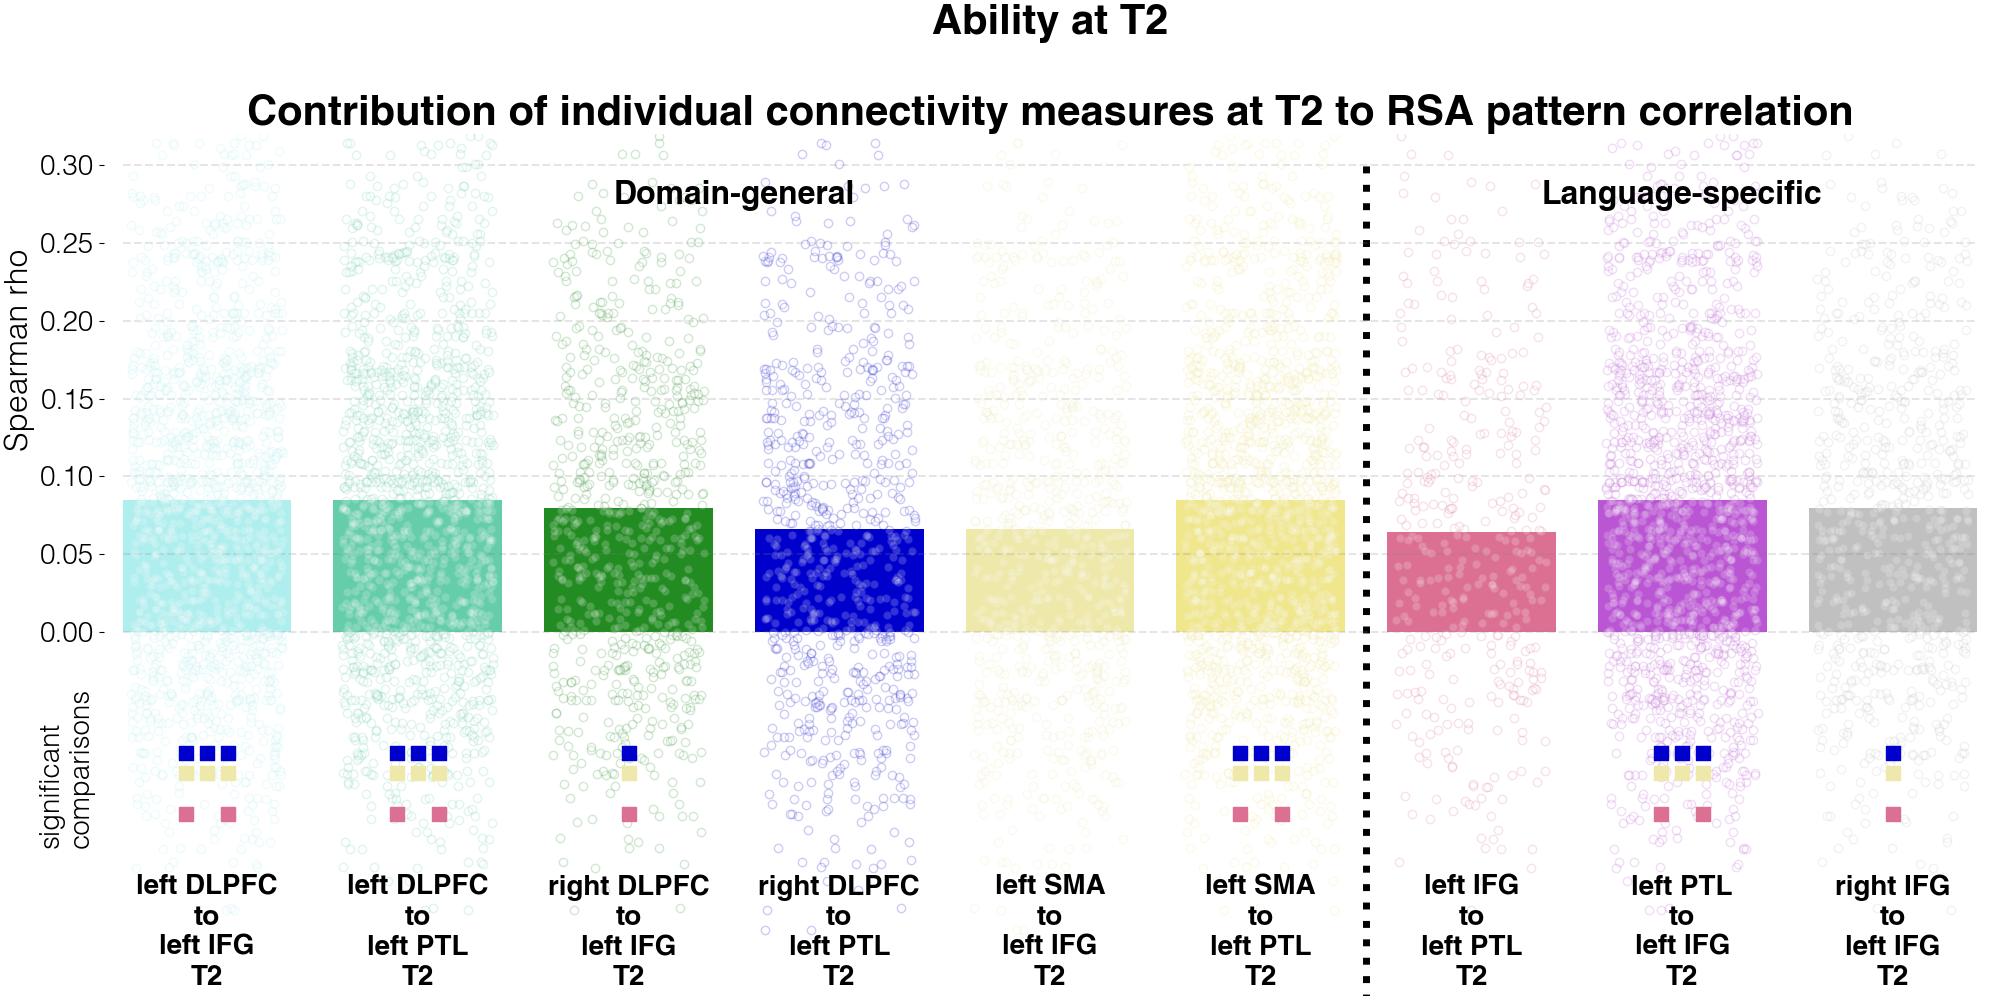 Ability at T2
Contribution of individual connectivity measures at T2 to RSA pattern correlation
Domain-general
Language-specific
Spearman rho
0.30
0.25
0.20
0.15
0.10
0.05
0.00
significant
comparisons
left DLPFC
to
left IFG
T2
left DLPFC
to
left PTL
T2
right DLPFC
to
left IFG
T2
right DLPFC
to
left PTL
T2
left SMA
to
left IFG
T2
left SMA
to
left PTL
T2
left IFG
to
left PTL
T2
left PTL
to
left IFG
T2
right IFG
to
left IFG
T2